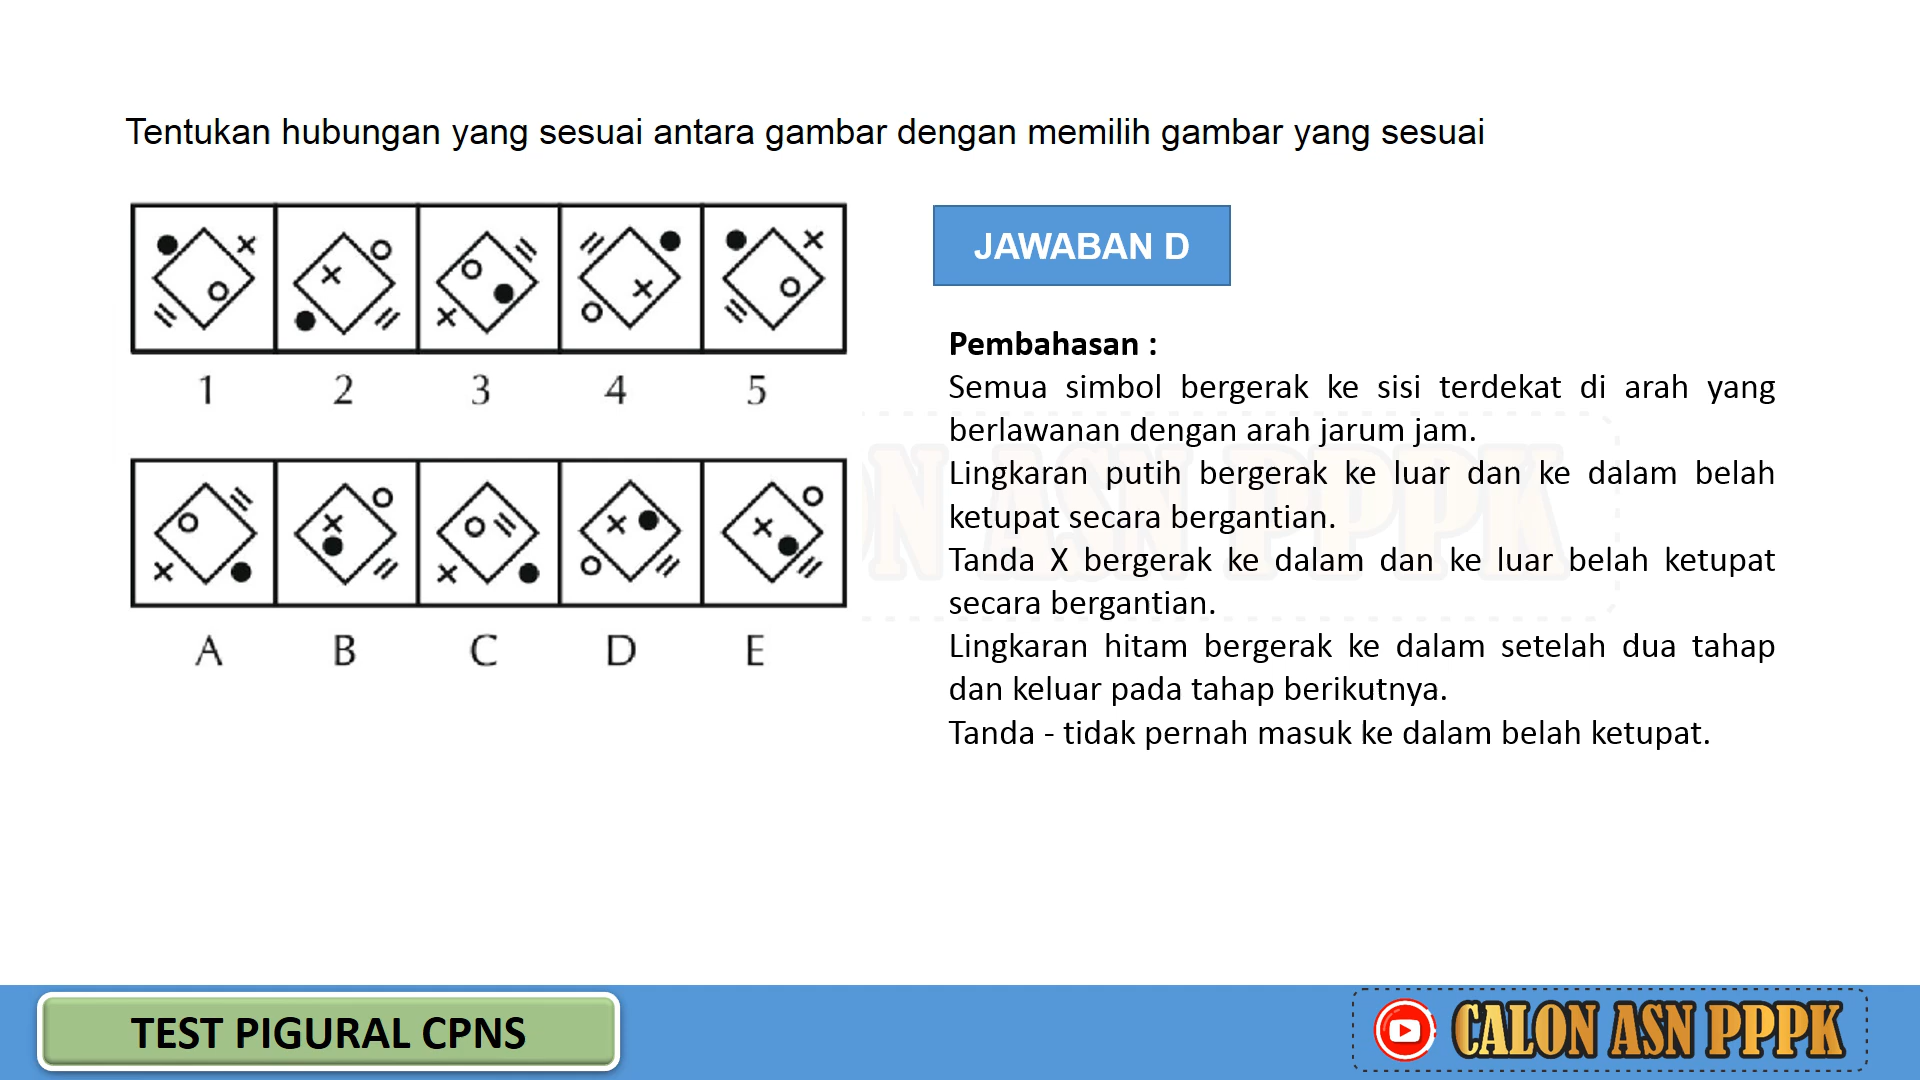 Tentukan hubungan yang sesuai antara gambar dengan memilih gambar yang sesuai
1 2 3 4 5
A B C D E
JAWABAN D
Pembahasan :
Semua simbol bergerak ke sisi terdekat di arah yang
berlawanan dengan arah jarum jam.
Lingkaran putih bergerak ke luar dan ke dalam belah
ketupat secara bergantian.
Tanda X bergerak ke dalam dan ke luar belah ketupat
secara bergantian.
Lingkaran hitam bergerak ke dalam setelah dua tahap
dan keluar pada tahap berikutnya.
Tanda - tidak pernah masuk ke dalam belah ketupat.
CALON ASN PPPK
TEST PIGURAL CPNS
CALON ASN PPPK